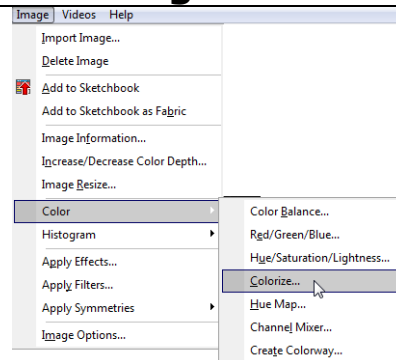 Image Videos Help
Import Image...
Delete Image
Add to Sketchbook
Add to Sketchbook as Fabric
Image Information...
Increase/Decrease Color Depth...
Image Resize...
Color
Histogram
Apply Effects...
Apply Filters...
Apply Symmetries
Image Options...
Color Balance...
Red/Green/Blue...
Hue/Saturation/Lightness...
Colorize...
Hue Map...
Channel Mixer...
Create Colorway...